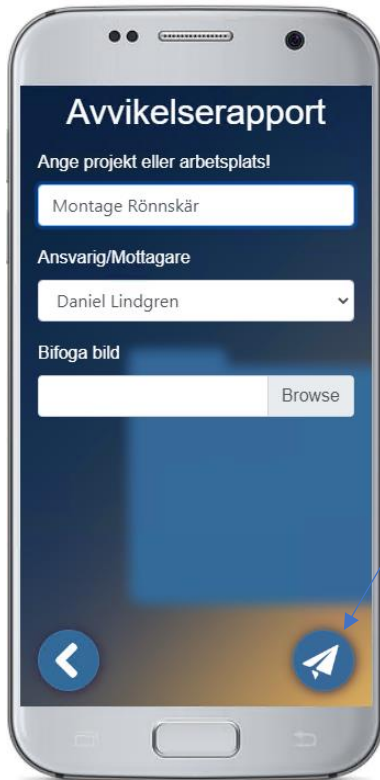 Avvikelserapport
Ange projekt eller arbetsplats!
Montage Rönnskär
Ansvarig/Mottagare
Daniel Lindgren
Bifoga bild
Browse